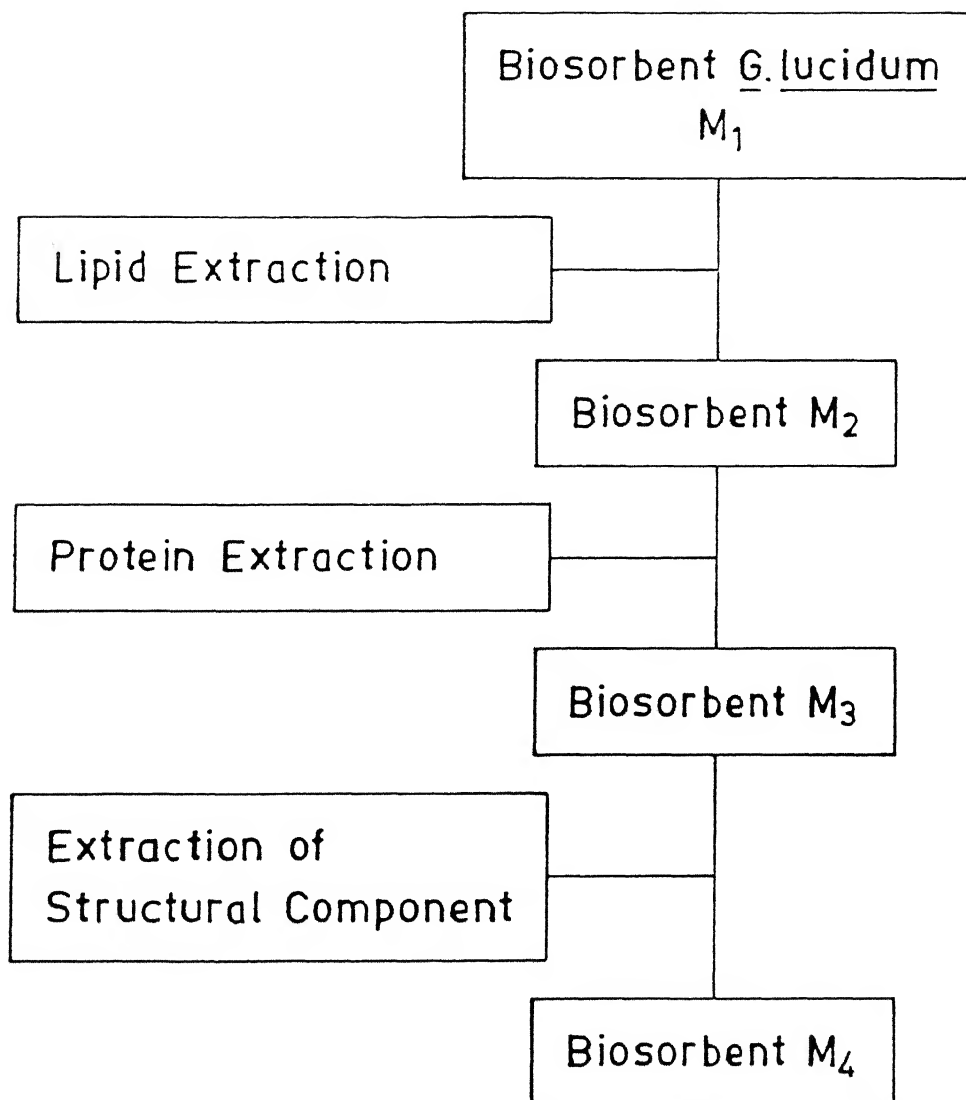 Biosorbent G. lucidum
M₁
Lipid Extraction
Biosorbent M₂
Protein Extraction
Biosorbent M₃
Extraction of
Structural Component
Biosorbent M₄